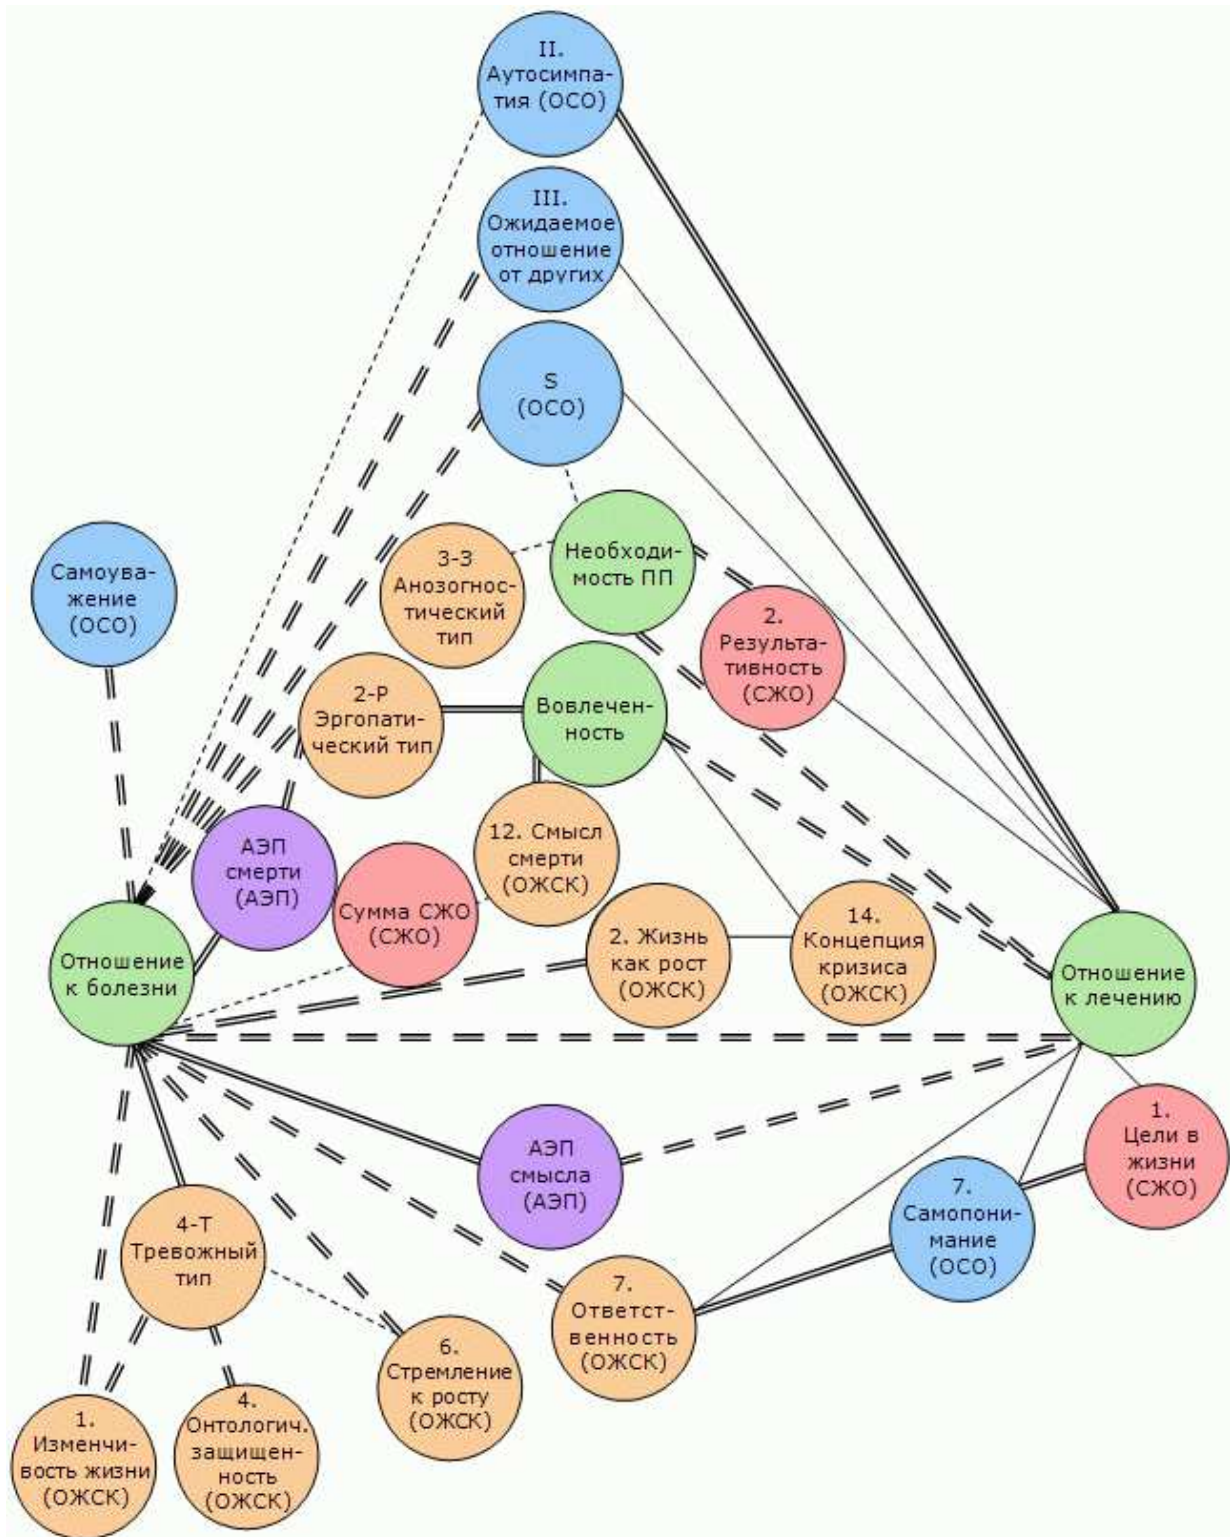 II.
Аутосимпа-
тия (ОСО)
III.
Ожидаемое
отношение
от других
S
(ОСО)
Необходи-
мость ПП
3-З
Анозогнос-
тический
тип
Самоува-
жение
(ОСО)
2.
Результа-
тивность
(СЖО)
2-Р
Эргопати-
ческий тип
Вовлечен-
ность
12. Смысл
смерти
(ОЖСК)
АЭП
смерти
(АЭП)
Сумма СЖО
(СЖО)
2. Жизнь
как рост
(ОЖСК)
14.
Концепция
кризиса
(ОЖСК)
Отношение
к болезни
Отношение
к лечению
АЭП
смысла
(АЭП)
1.
Цели в
жизни
(СЖО)
7.
Самопони-
мание
(ОСО)
4-Т
Тревожный
тип
7.
Ответст-
венность
(ОЖСК)
6.
Стремление
к росту
(ОЖСК)
1.
Изменчи-
вость жизни
(ОЖСК)
4.
Онтологич.
защищен-
ность
(ОЖСК)